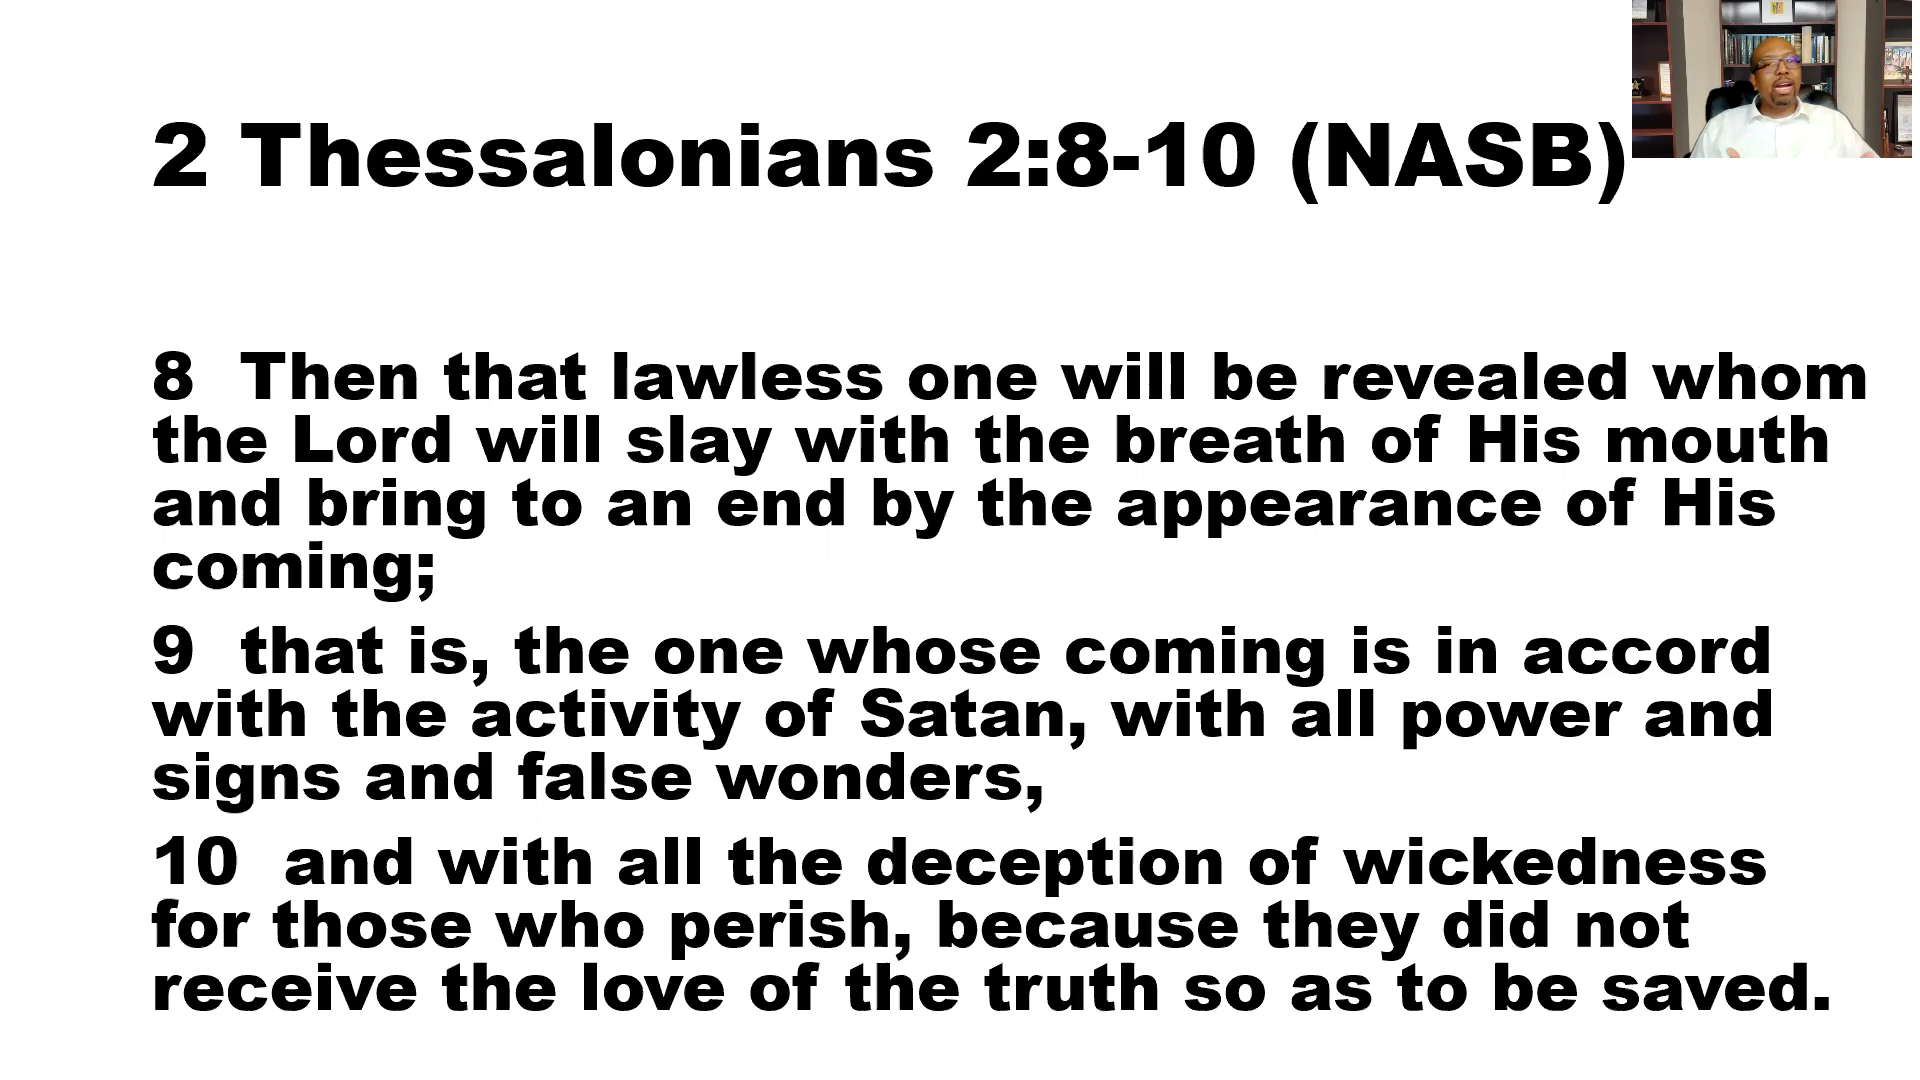 2 Thessalonians 2:8-10 (NASB)
8 Then that lawless one will be revealed whom
the Lord will slay with the breath of His mouth
and bring to an end by the appearance of His
coming;
9 that is, the one whose coming is in accord
with the activity of Satan, with all power and
signs and false wonders,
10 and with all the deception of wickedness
for those who perish, because they did not
receive the love of the truth so as to be saved.